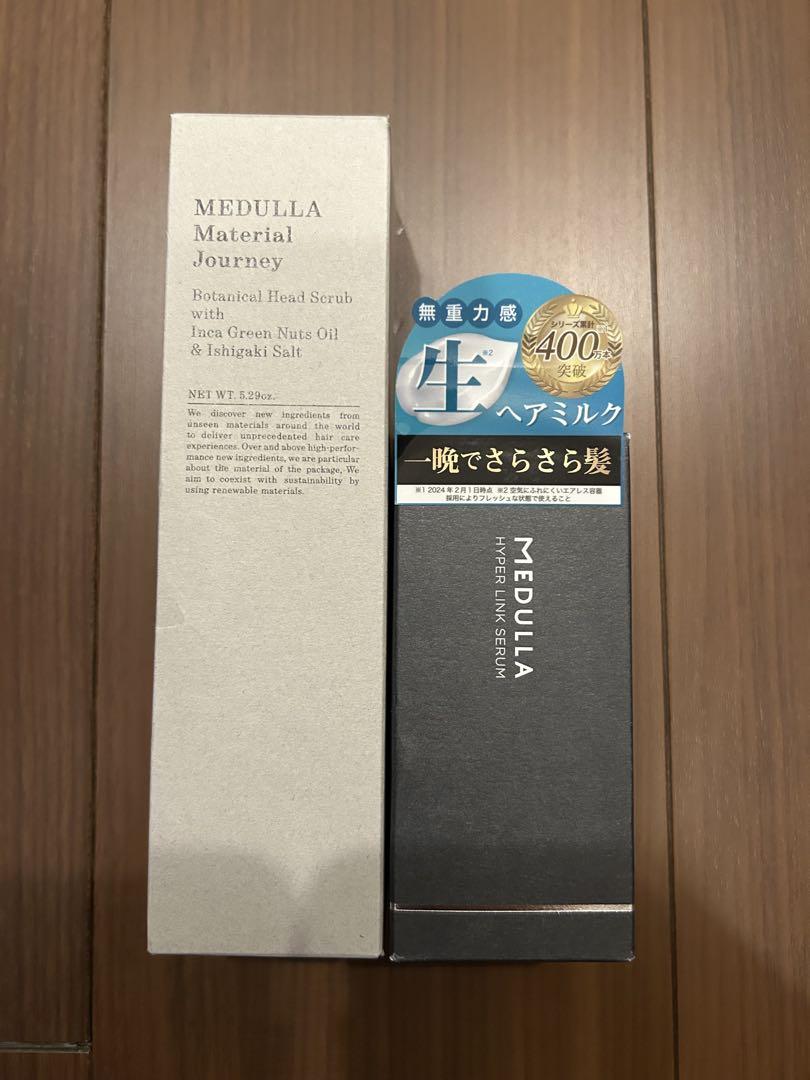 MEDULLA
Material
Journey
Botanical Head Scrub
with
Inca Green Nuts Oil
& Ishigaki Salt
NET WT. 5.29oz.
We discover new ingredients from
unseen materials around the world
to deliver unprecedented hair care
experiences. Over and above high-perfor-
mance new ingredients, we are particular
about the material of the package. We
aim to coexist with sustainability by
using renewable materials.
無重力感
シリーズ累計
400万本
突破
生※2
ヘアミルク
一晩でさらさら髪
※1 2024年2月1日時点 ※2 空気にふれにくいエアレス容器
採用によりフレッシュな状態で使えること
MEDULLA
HYPER LINK SERUM